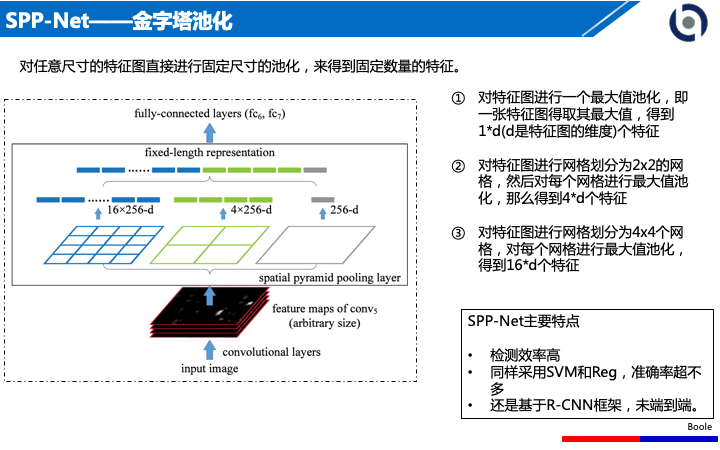 SPP-Net——金字塔池化
对任意尺寸的特征图直接进行固定尺寸的池化，来得到固定数量的特征。
fully-connected layers (fc₆, fc₇)
fixed-length representation
......
......
16×256-d
4×256-d
256-d
spatial pyramid pooling layer
feature maps of conv₅
(arbitrary size)
convolutional layers
input image
① 对特征图进行一个最大值池化，即
一张特征图得取其最大值，得到
1*d(d是特征图的维度)个特征
② 对特征图进行网格划分为2x2的网
格，然后对每个网格进行最大值池
化，那么得到4*d个特征
③ 对特征图进行网格划分为4x4个网
格，对每个网格进行最大值池化，
得到16*d个特征
SPP-Net主要特点
• 检测效率高
• 同样采用SVM和Reg，准确率超不
多
• 还是基于R-CNN框架，未端到端。
Boole